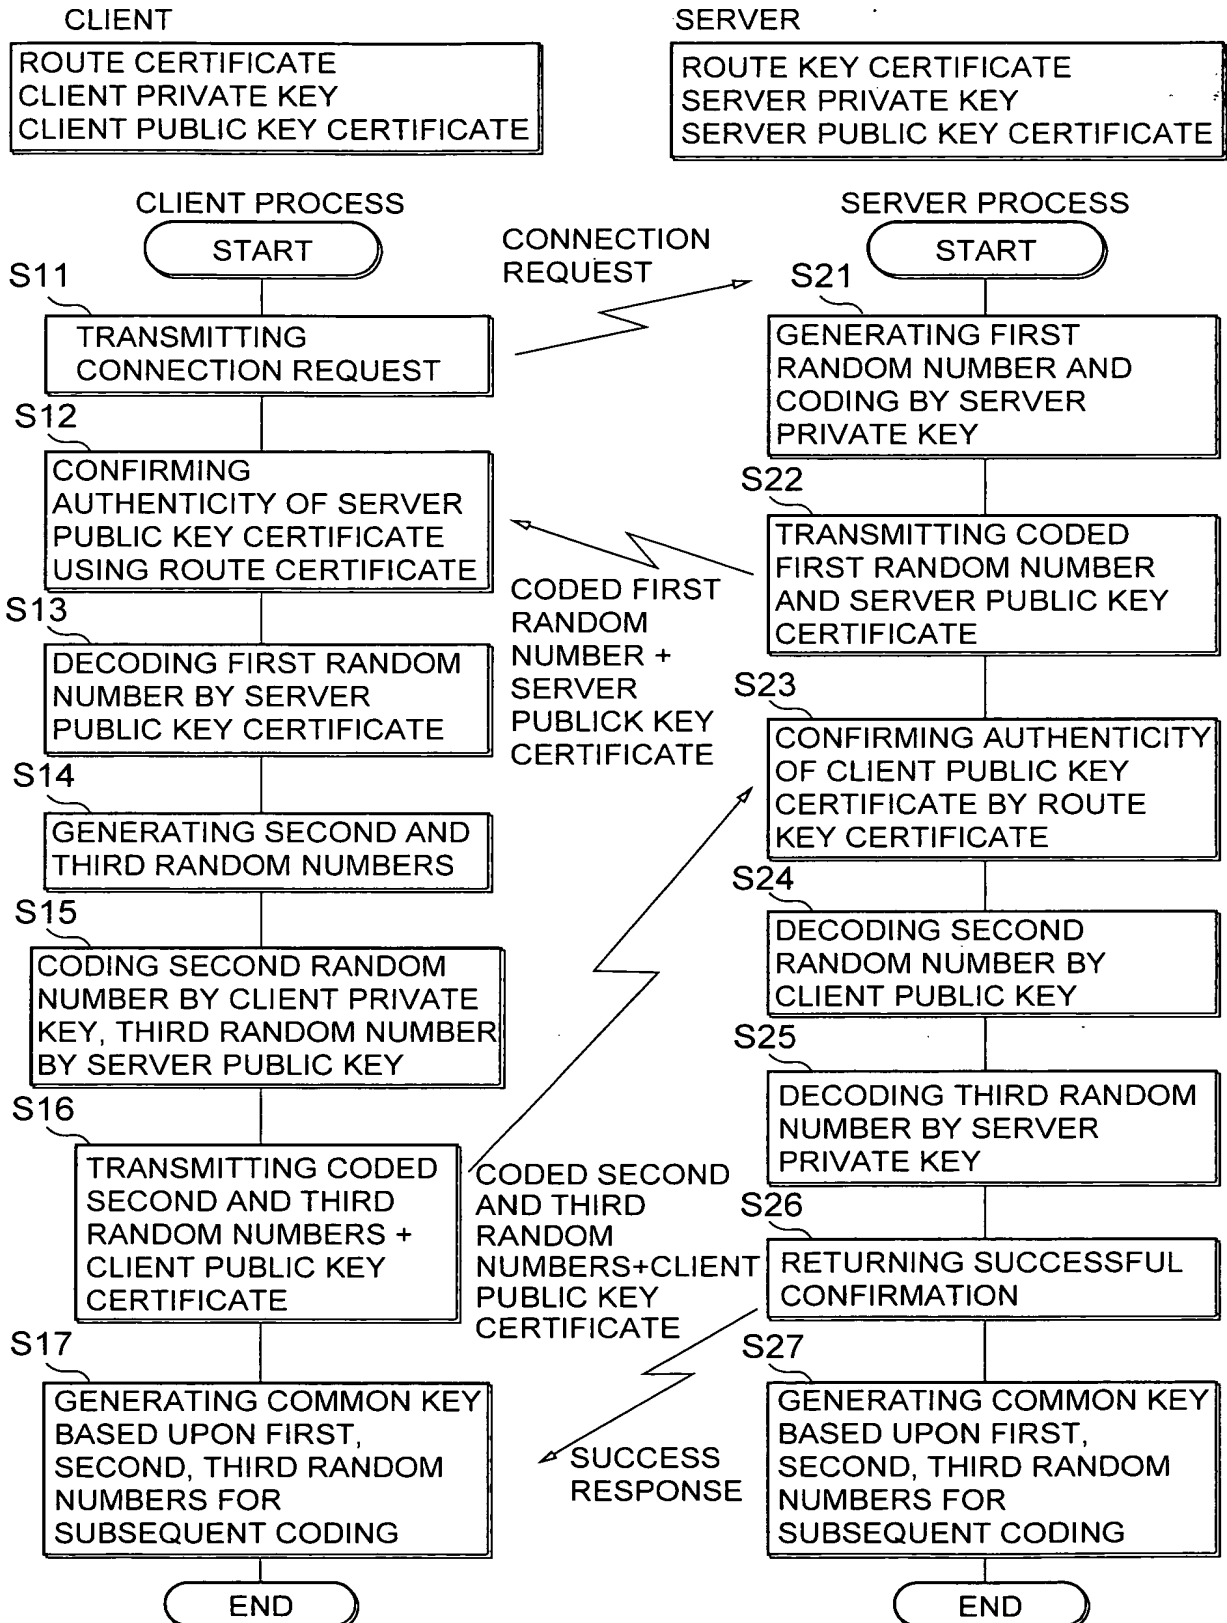 CLIENT
ROUTE CERTIFICATE
CLIENT PRIVATE KEY
CLIENT PUBLIC KEY CERTIFICATE
SERVER
ROUTE KEY CERTIFICATE
SERVER PRIVATE KEY
SERVER PUBLIC KEY CERTIFICATE
CLIENT PROCESS
START
S11
TRANSMITTING
CONNECTION REQUEST
S12
CONFIRMING
AUTHENTICITY OF SERVER
PUBLIC KEY CERTIFICATE
USING ROUTE CERTIFICATE
S13
DECODING FIRST RANDOM
NUMBER BY SERVER
PUBLIC KEY CERTIFICATE
S14
GENERATING SECOND AND
THIRD RANDOM NUMBERS
S15
CODING SECOND RANDOM
NUMBER BY CLIENT PRIVATE
KEY, THIRD RANDOM NUMBER
BY SERVER PUBLIC KEY
S16
TRANSMITTING CODED
SECOND AND THIRD
RANDOM NUMBERS +
CLIENT PUBLIC KEY
CERTIFICATE
S17
GENERATING COMMON KEY
BASED UPON FIRST,
SECOND, THIRD RANDOM
NUMBERS FOR
SUBSEQUENT CODING
END
CONNECTION
REQUEST
CODED FIRST
RANDOM
NUMBER +
SERVER
PUBLICK KEY
CERTIFICATE
CODED SECOND
AND THIRD
RANDOM
NUMBERS+CLIENT
PUBLIC KEY
CERTIFICATE
SUCCESS
RESPONSE
SERVER PROCESS
START
S21
GENERATING FIRST
RANDOM NUMBER AND
CODING BY SERVER
PRIVATE KEY
S22
TRANSMITTING CODED
FIRST RANDOM NUMBER
AND SERVER PUBLIC KEY
CERTIFICATE
S23
CONFIRMING AUTHENTICITY
OF CLIENT PUBLIC KEY
CERTIFICATE BY ROUTE
KEY CERTIFICATE
S24
DECODING SECOND
RANDOM NUMBER BY
CLIENT PUBLIC KEY
S25
DECODING THIRD RANDOM
NUMBER BY SERVER
PRIVATE KEY
S26
RETURNING SUCCESSFUL
CONFIRMATION
S27
GENERATING COMMON KEY
BASED UPON FIRST,
SECOND, THIRD RANDOM
NUMBERS FOR
SUBSEQUENT CODING
END